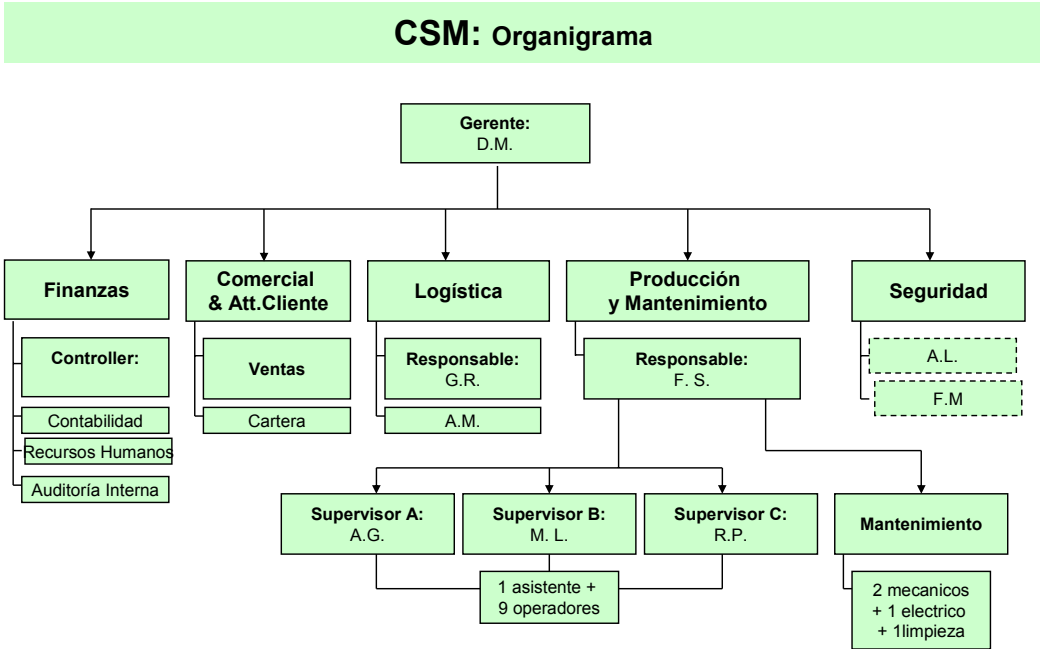 CSM: Organigrama
Gerente:
D.M.
Finanzas
Comercial
& Att.Cliente
Logística
Producción
y Mantenimiento
Seguridad
Controller:
Contabilidad
Recursos Humanos
Auditoría Interna
Ventas
Cartera
Responsable:
G.R.
A.M.
Responsable:
F. S.
A.L.
F.M
Supervisor A:
A.G.
Supervisor B:
M. L.
Supervisor C:
R.P.
Mantenimiento
1 asistente +
9 operadores
2 mecanicos
+ 1 electrico
+ 1limpieza